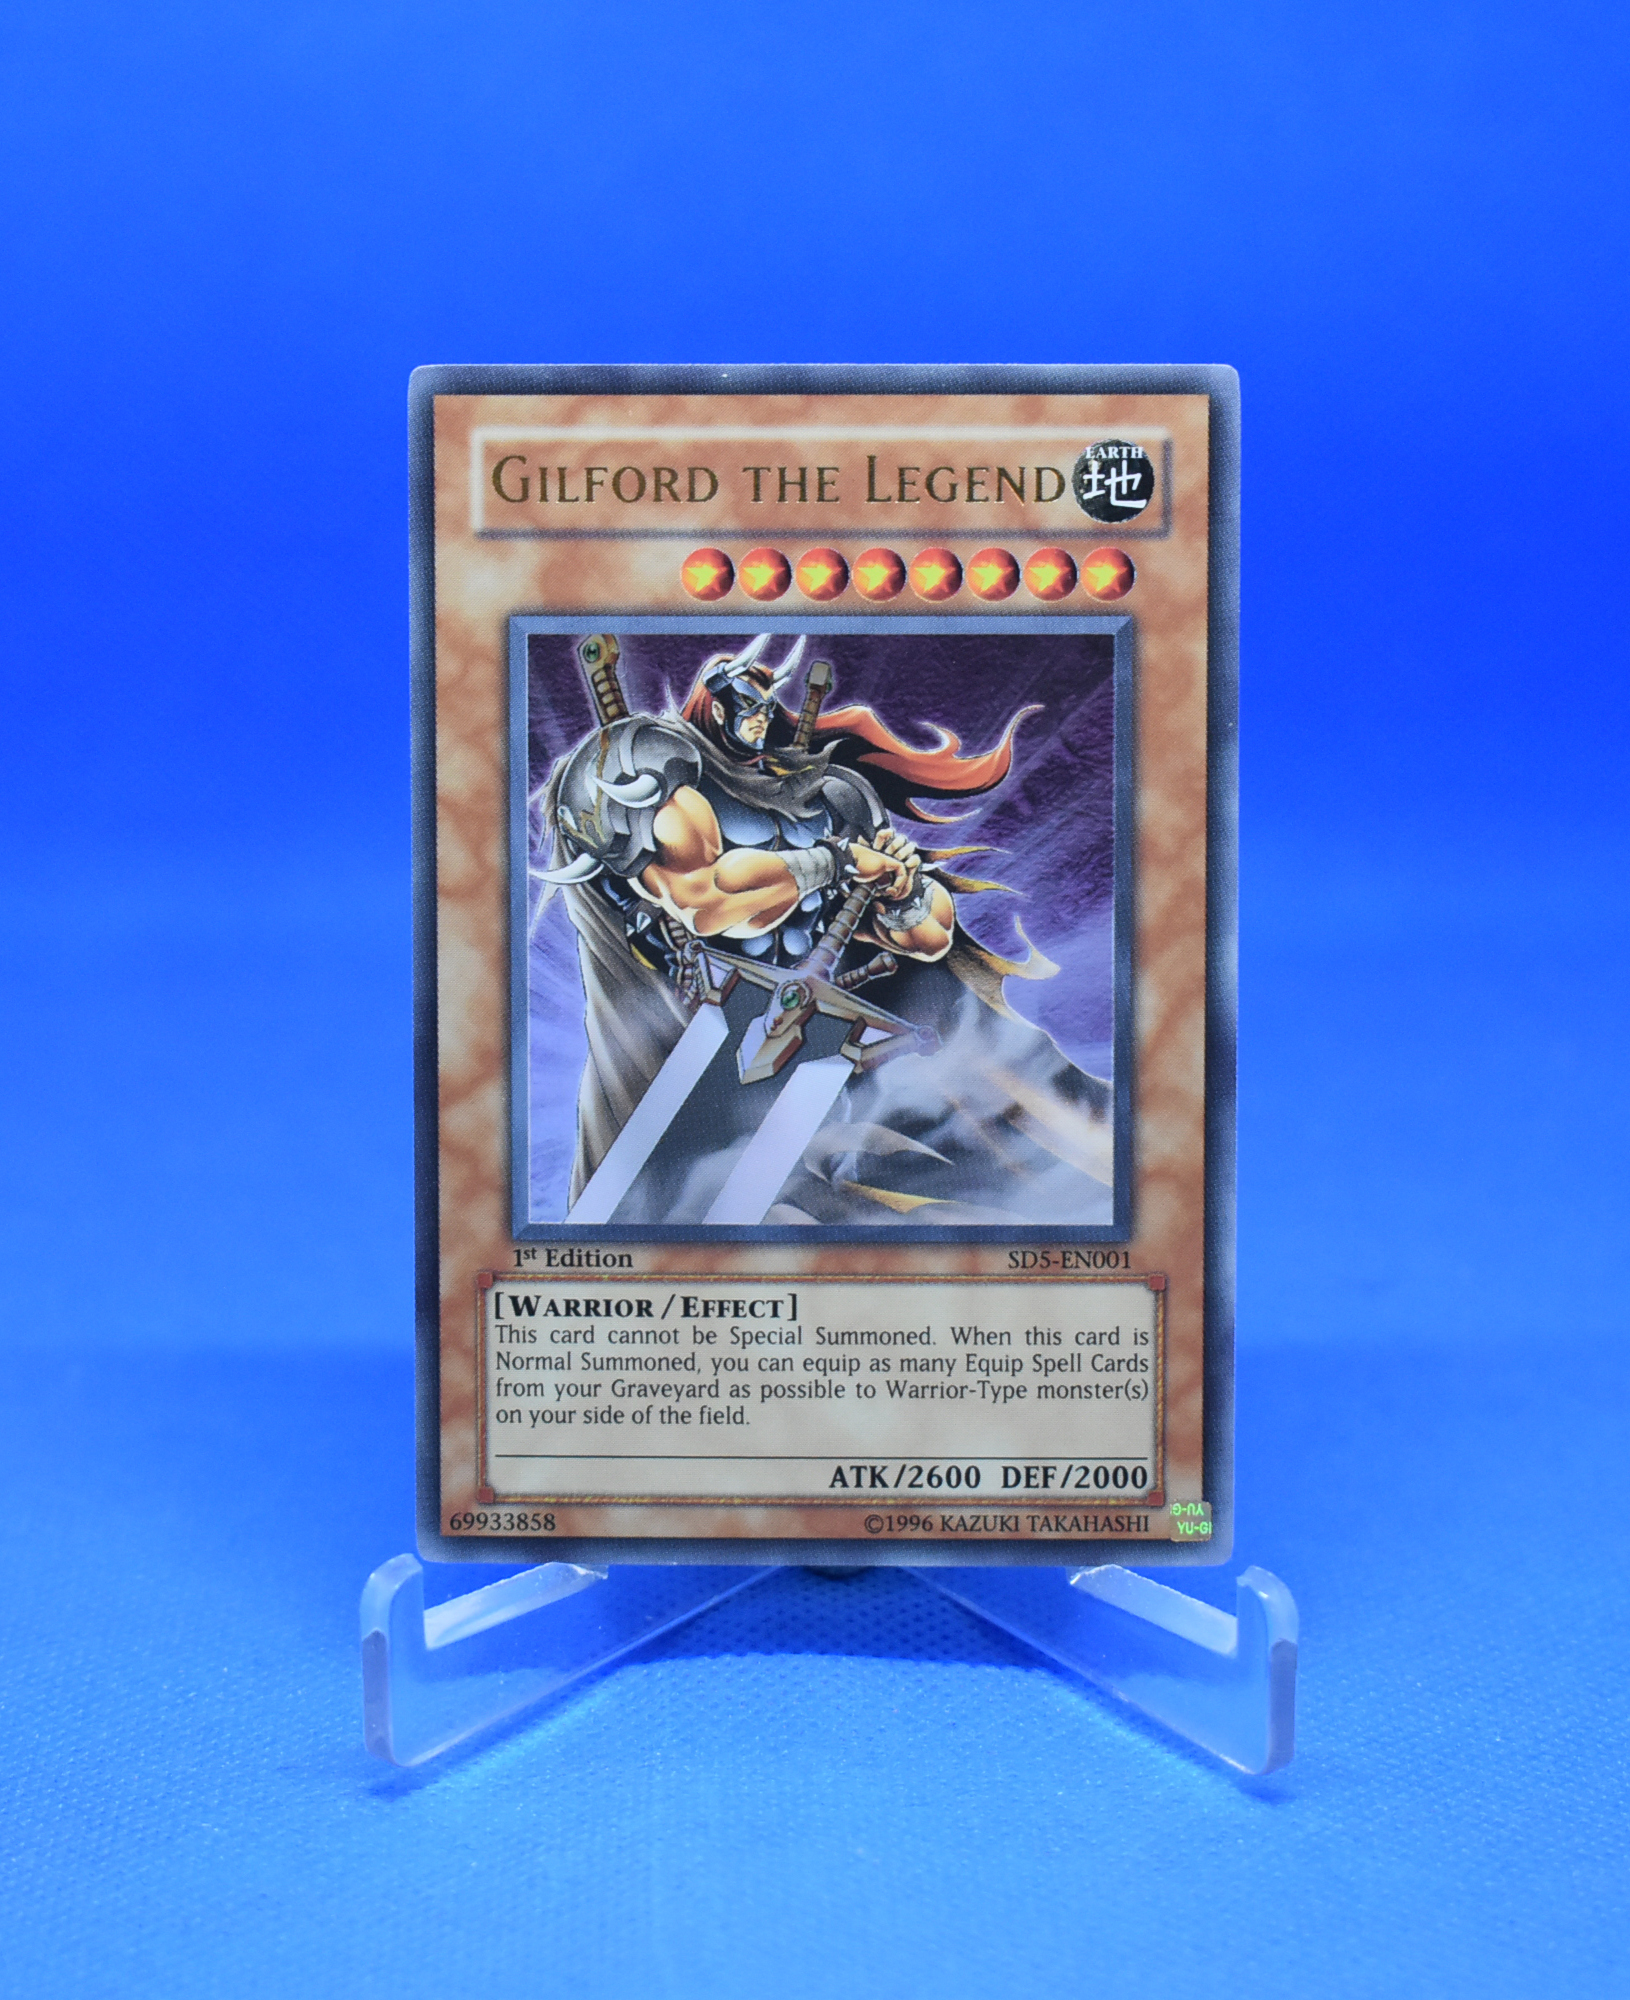 GILFORD THE LEGEND
EARTH
地
1st Edition
SD5-EN001
[WARRIOR/EFFECT]
This card cannot be Special Summoned. When this card is
Normal Summoned, you can equip as many Equip Spell Cards
from your Graveyard as possible to Warrior-Type monster(s)
on your side of the field.
ATK/2600 DEF/2000
69933858
©1996 KAZUKI TAKAHASHI
YU-G